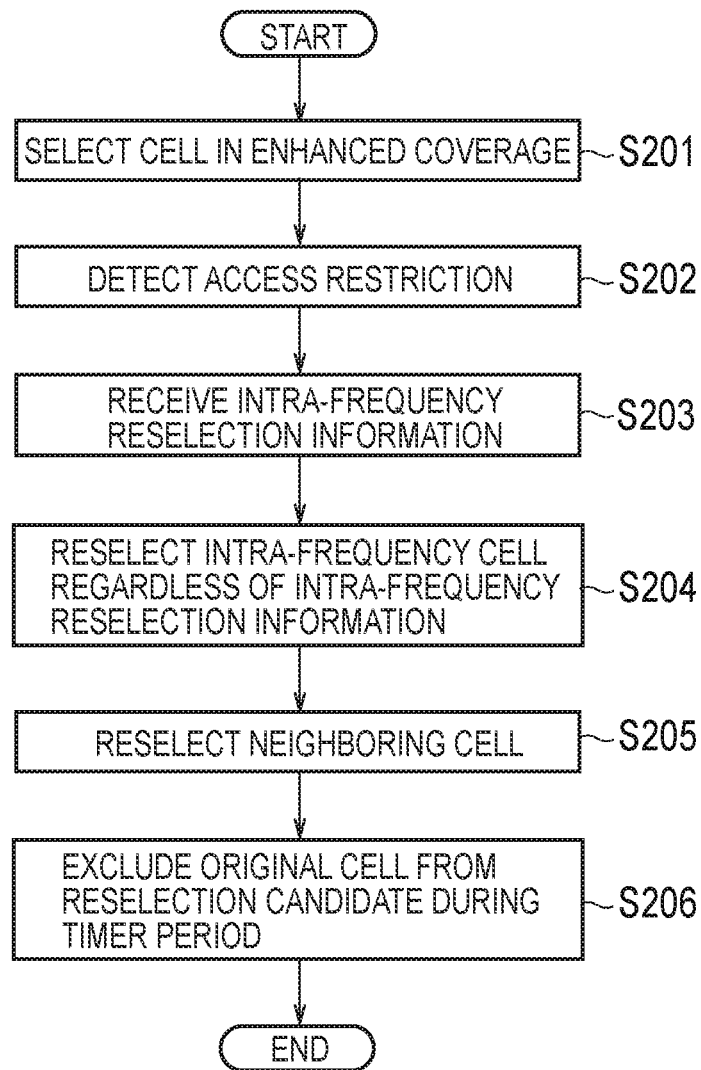 START
SELECT CELL IN ENHANCED COVERAGE
S201
DETECT ACCESS RESTRICTION
S202
RECEIVE INTRA-FREQUENCY
RESELECTION INFORMATION
S203
RESELECT INTRA-FREQUENCY CELL
REGARDLESS OF INTRA-FREQUENCY
RESELECTION INFORMATION
S204
RESELECT NEIGHBORING CELL
S205
EXCLUDE ORIGINAL CELL FROM
RESELECTION CANDIDATE DURING
TIMER PERIOD
S206
END